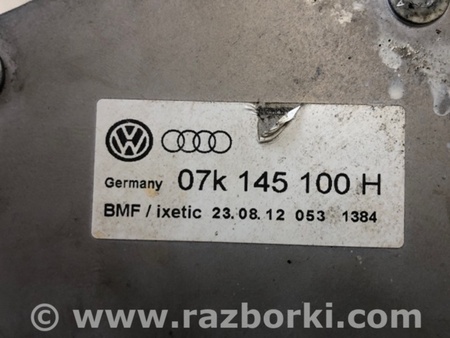 Germany 07k 145 100 H
BMF / ixetic 23.08.12 053 1384
© www.razborki.com